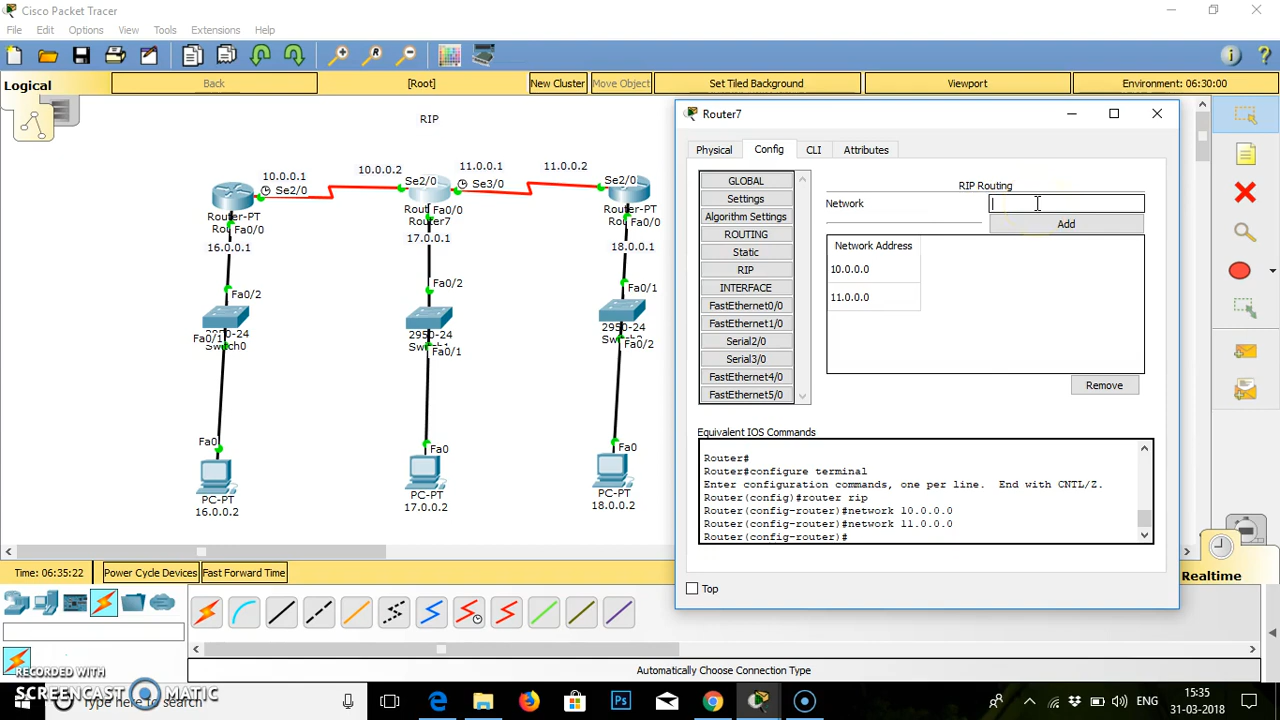 Cisco Packet Tracer
File Edit Options View Tools Extensions Help
Logical Back [Root] New Cluster Move Object Set Tiled Background Viewport Environment: 06:30:00
RIP
10.0.0.1 10.0.0.2 11.0.0.1 11.0.0.2
Se2/0 Se2/0 Se3/0 Se2/0
Router-PT Router-PT
Fa0/0 Router7 Fa0/0 Fa0/0
16.0.0.1 17.0.0.1 18.0.0.1
Fa0/2 Fa0/2 Fa0/1
2950-24 2950-24
Fa0/1 Switch0 Fa0/1 Fa0/2
Fa0 Fa0 Fa0
PC-PT PC-PT PC-PT
16.0.0.2 17.0.0.2 18.0.0.2
Router7
Physical Config CLI Attributes
GLOBAL
Settings
Algorithm Settings
ROUTING
Static
RIP
INTERFACE
FastEthernet0/0
FastEthernet1/0
Serial2/0
Serial3/0
FastEthernet4/0
FastEthernet5/0
RIP Routing
Network
Add
Network Address
10.0.0.0
11.0.0.0
Remove
Equivalent IOS Commands
Router#
Router#configure terminal
Enter configuration commands, one per line. End with CNTL/Z.
Router(config)#router rip
Router(config-router)#network 10.0.0.0
Router(config-router)#network 11.0.0.0
Router(config-router)#
Top
Time: 06:35:22 Power Cycle Devices Fast Forward Time Realtime
Automatically Choose Connection Type
RECORDED WITH
SCREENCAST MATIC
Type here to search
ENG
15:35
31-03-2018